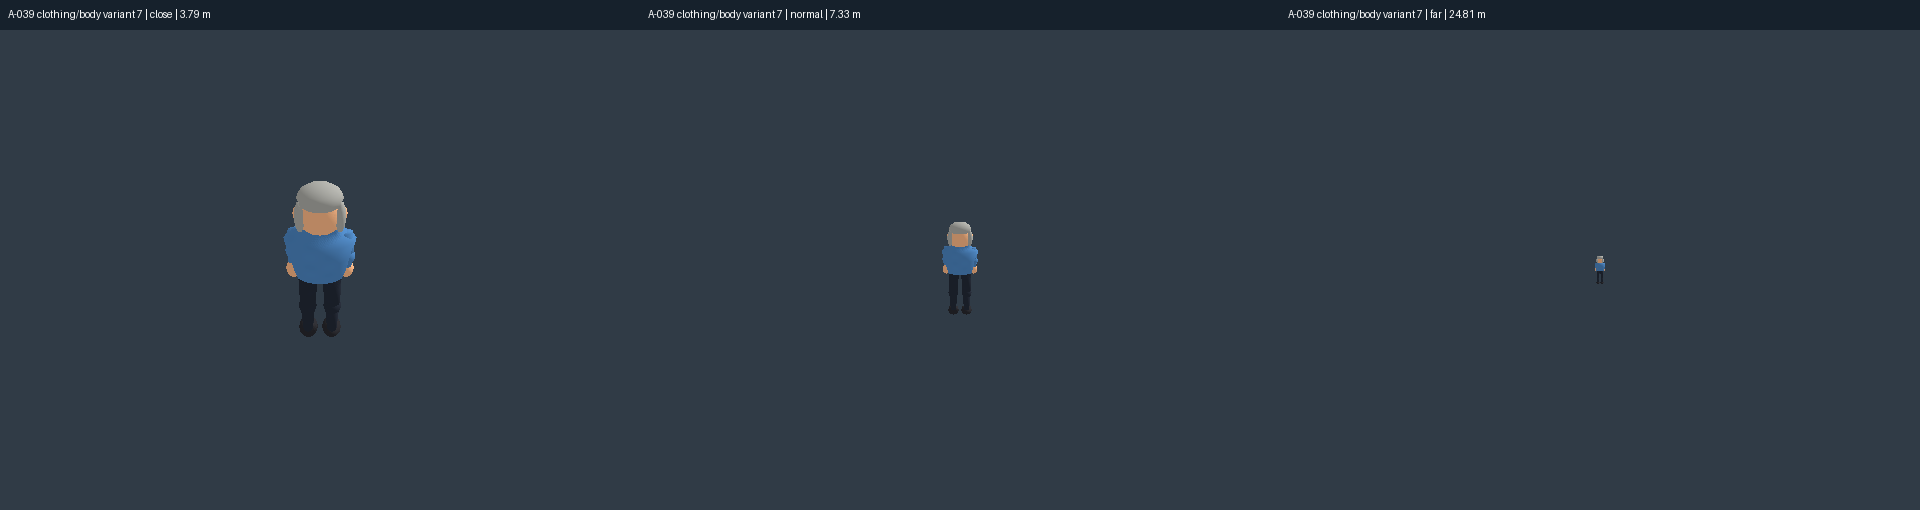 A-039 clothing/body variant 7 | close | 3.79 m
A-039 clothing/body variant 7 | normal | 7.33 m
A-039 clothing/body variant 7 | far | 24.81 m